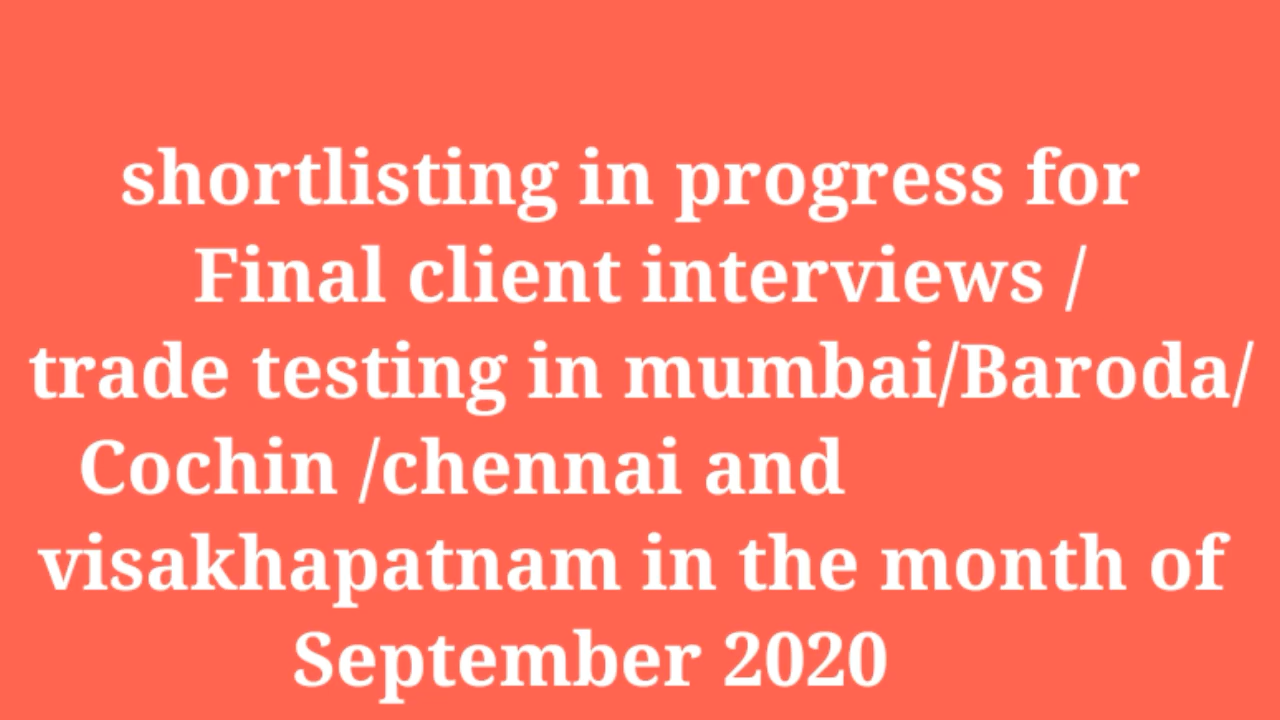 shortlisting in progress for
Final client interviews /
trade testing in mumbai/Baroda/
Cochin /chennai and
visakhapatnam in the month of
September 2020